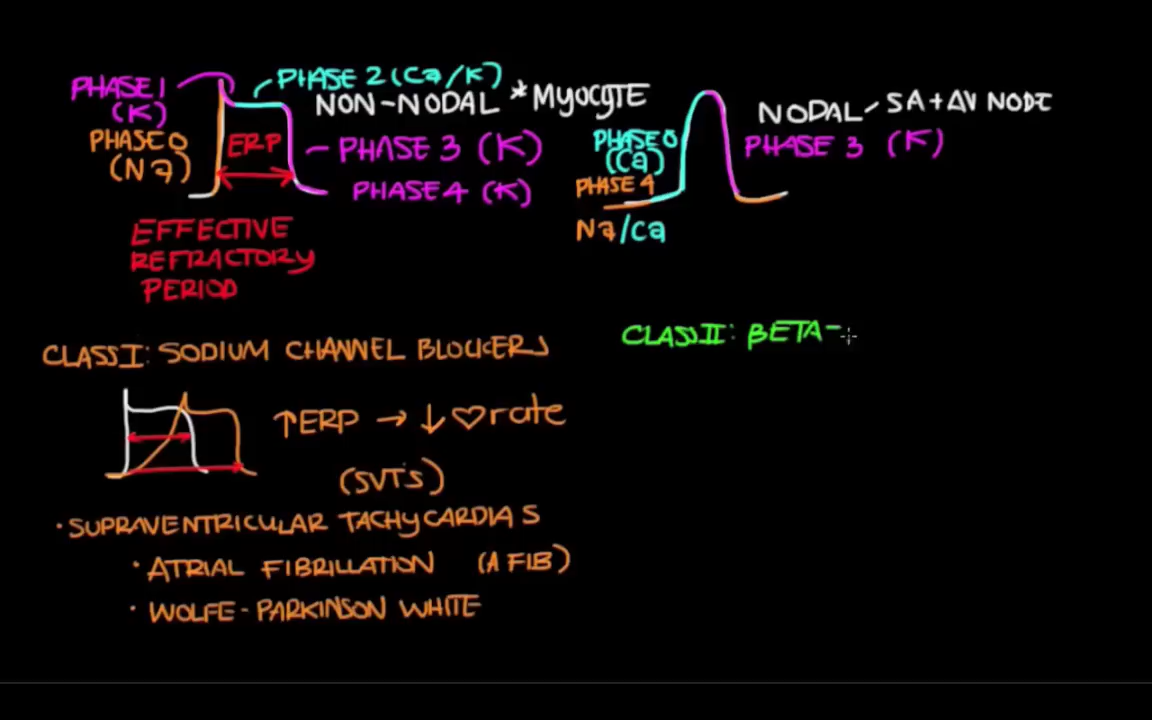 PHASE 1
(K)
PHASE 2 (Ca/K)
NON-NODAL *MYOCYTE
PHASE 0
(Na)
ERP
PHASE 3 (K)
PHASE 4 (K)
EFFECTIVE
REFRACTORY
PERIOD
NODAL - SA + AV NODE
PHASE 0
(Ca)
PHASE 3 (K)
PHASE 4
Na/Ca
CLASS I: SODIUM CHANNEL BLOCKERS
↑ERP → ↓ ♡ rate
(SVT'S)
• SUPRAVENTRICULAR TACHYCARDIAS
• ATRIAL FIBRILLATION (A FIB)
• WOLFE-PARKINSON WHITE
CLASS II: BETA-